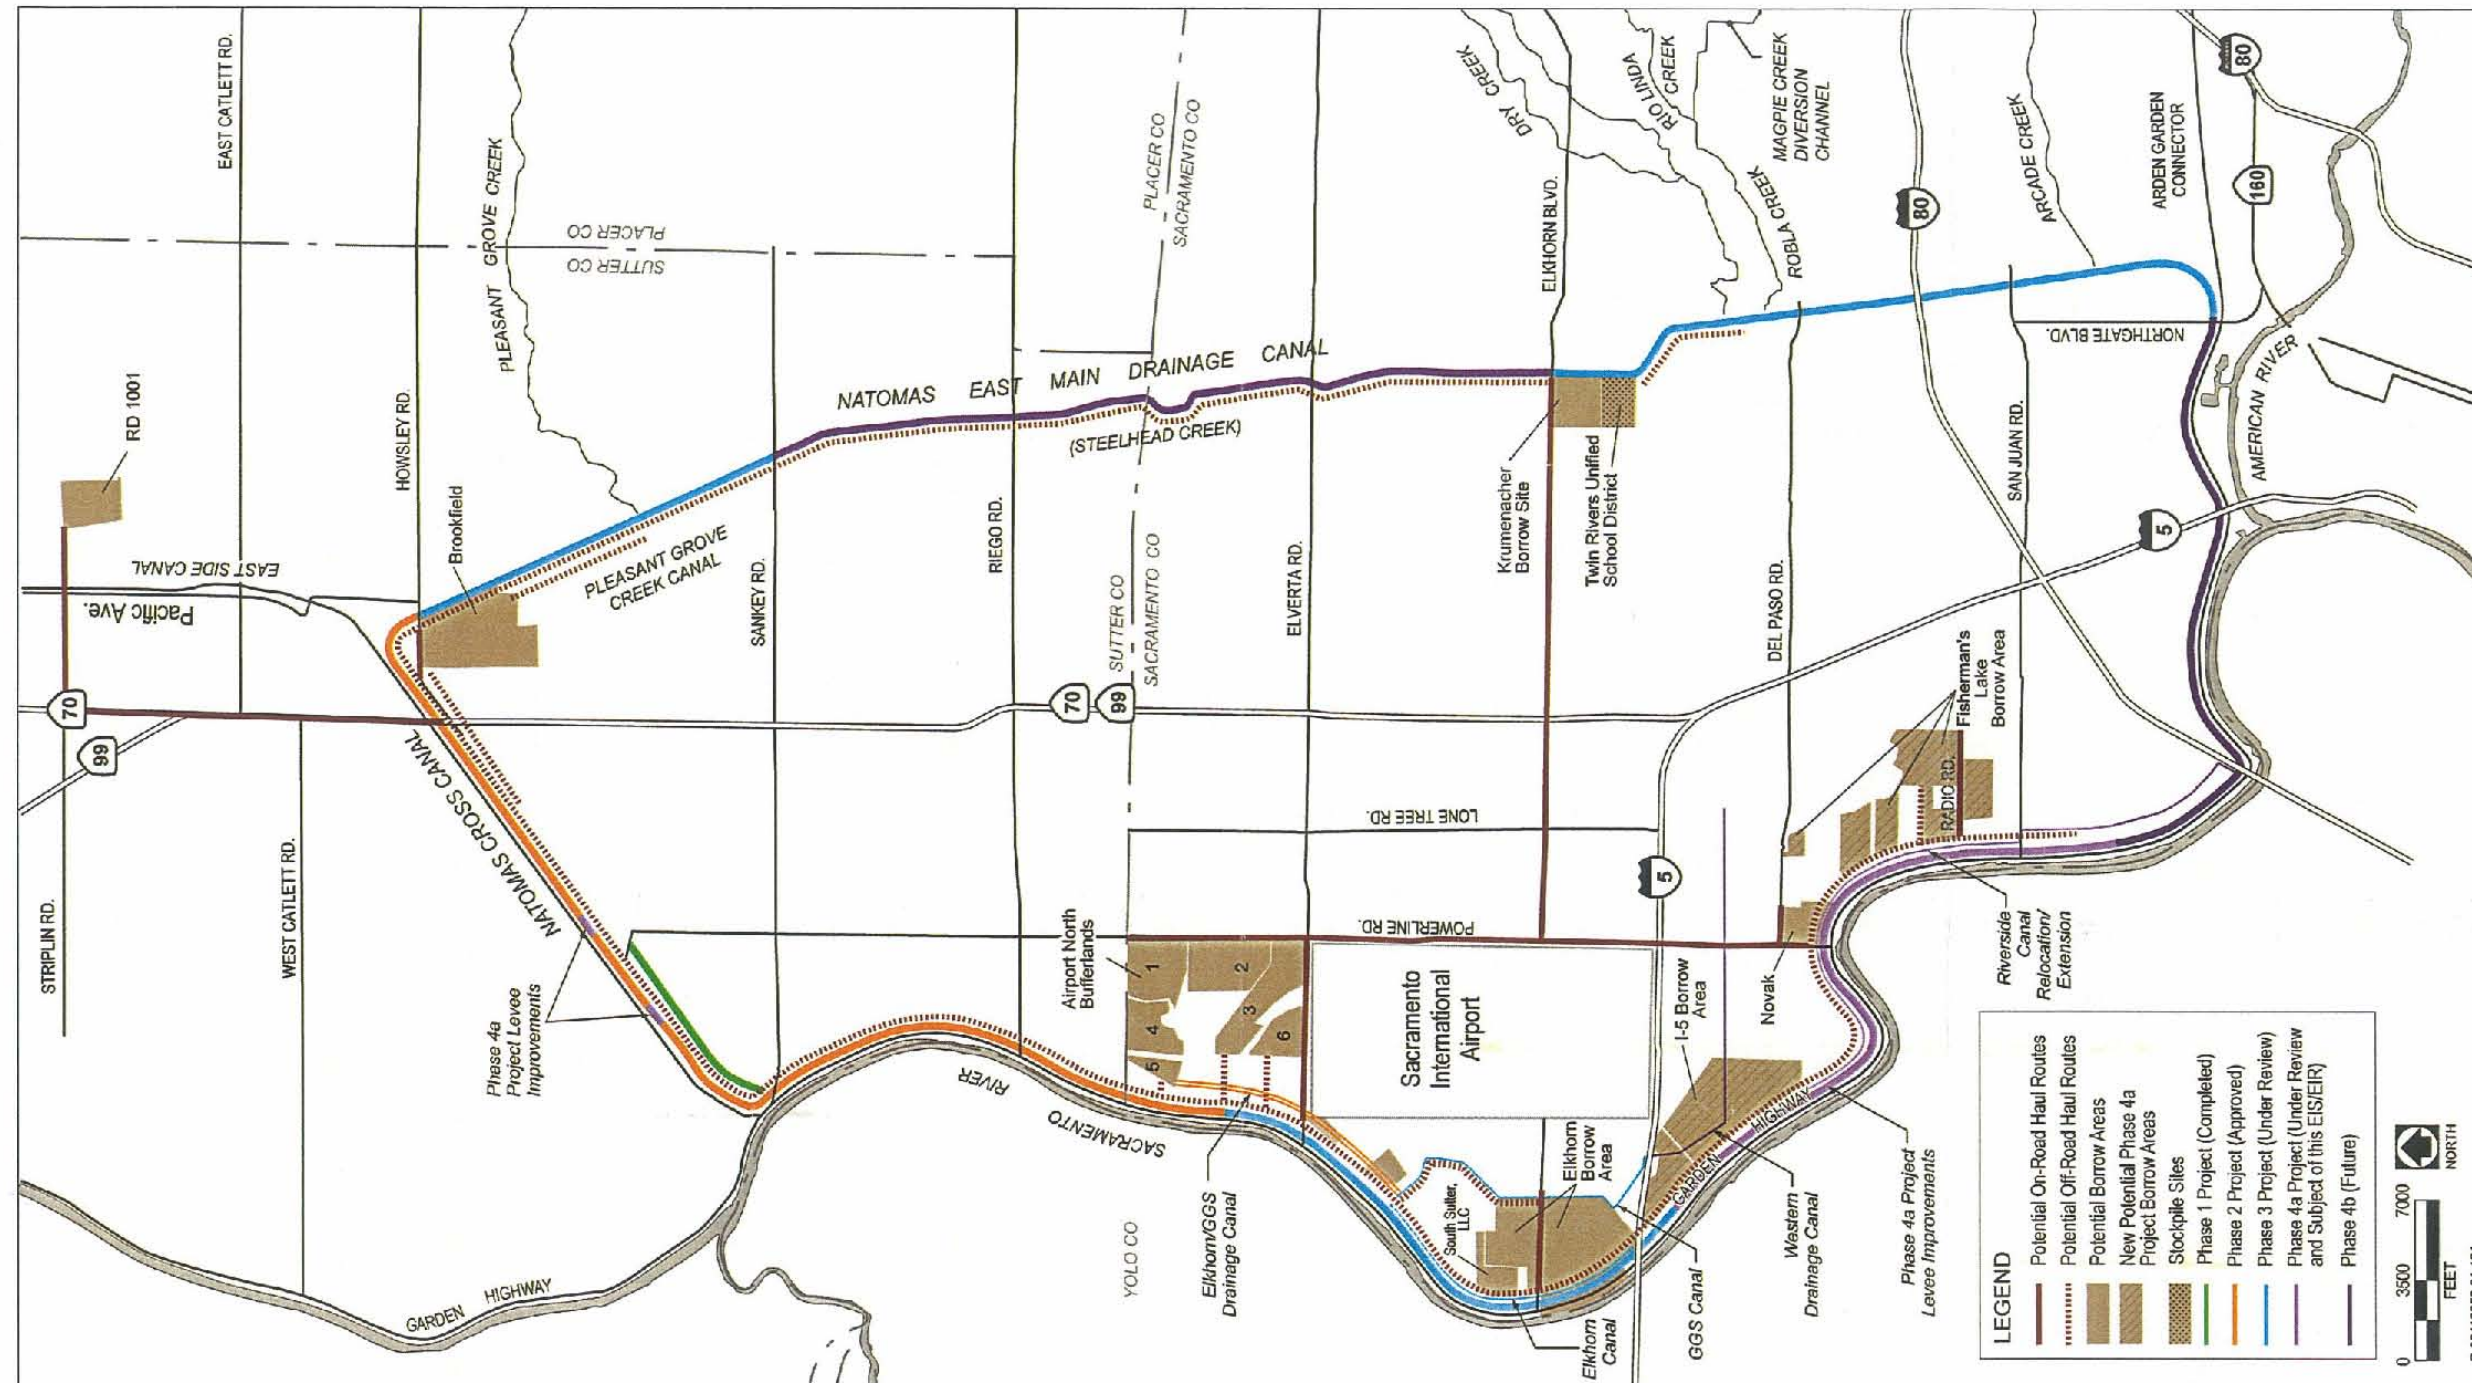 EAST CATLETT RD.
HOWSLEY RD.
RD 1001
EAST SIDE CANAL
Pacific Ave.
Brookfield
PLEASANT GROVE CREEK
PLEASANT GROVE CREEK
PLACER CO
SUTTER CO
PLEASANT GROVE
CREEK CANAL
SANKEY RD.
RIEGO RD.
NATOMAS EAST MAIN DRAINAGE CANAL
(STEELHEAD CREEK)
PLACER CO
SACRAMENTO CO
SUTTER CO
SACRAMENTO CO
ELVERTA RD.
ELKHORN BLVD.
DRY CREEK
DRY CREEK
RIO LINDA
CREEK
MAGPIE CREEK
DIVERSION
CHANNEL
ROBLA CREEK
80
ARCADE CREEK
ARDEN GARDEN
CONNECTOR
80
160
NORTHGATE BLVD.
AMERICAN RIVER
SAN JUAN RD.
5
Krumenacher
Borrow Site
Twin Rivers Unified
School District
DEL PASO RD.
Fisherman's
Lake
Borrow Area
RADIO RD.
70
99
70
99
STRIPLIN RD.
WEST CATLETT RD.
NATOMAS CROSS CANAL
Phase 4a
Project Levee
Improvements
LONE TREE RD.
POWERLINE RD.
5
Airport North
Bufferlands
1
2
3
4
5
6
Sacramento
International
Airport
I-5 Borrow
Area
Novak
Riverside
Canal
Relocation/
Extension
SACRAMENTO RIVER
YOLO CO
GARDEN HIGHWAY
Elkhorn/GGS
Drainage Canal
South Sutter,
LLC
Elkhorn
Borrow
Area
Elkhorn
Canal
GGS Canal
GARDEN HIGHWAY
Western
Drainage Canal
Phase 4a Project
Levee Improvements
LEGEND
Potential On-Road Haul Routes
Potential Off-Road Haul Routes
Potential Borrow Areas
New Potential Phase 4a
Project Borrow Areas
Stockpile Sites
Phase 1 Project (Completed)
Phase 2 Project (Approved)
Phase 3 Project (Under Review)
Phase 4a Project (Under Review
and Subject of this EIS/EIR)
Phase 4b (Future)
0 3500 7000
FEET
NORTH